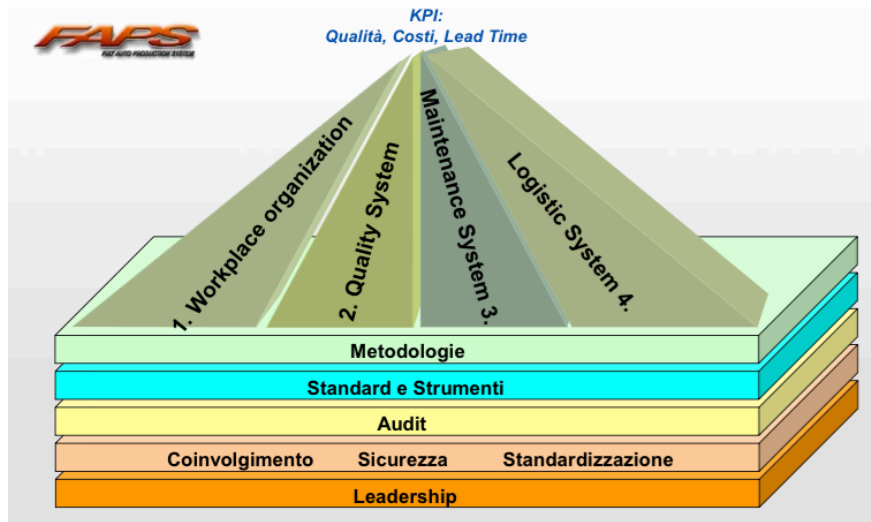 KPI:
Qualità, Costi, Lead Time
FAPS
FIAT AUTO PRODUCTION SYSTEM
1. Workplace organization
2. Quality System
Maintenance System 3.
Logistic System 4.
Metodologie
Standard e Strumenti
Audit
Coinvolgimento Sicurezza Standardizzazione
Leadership